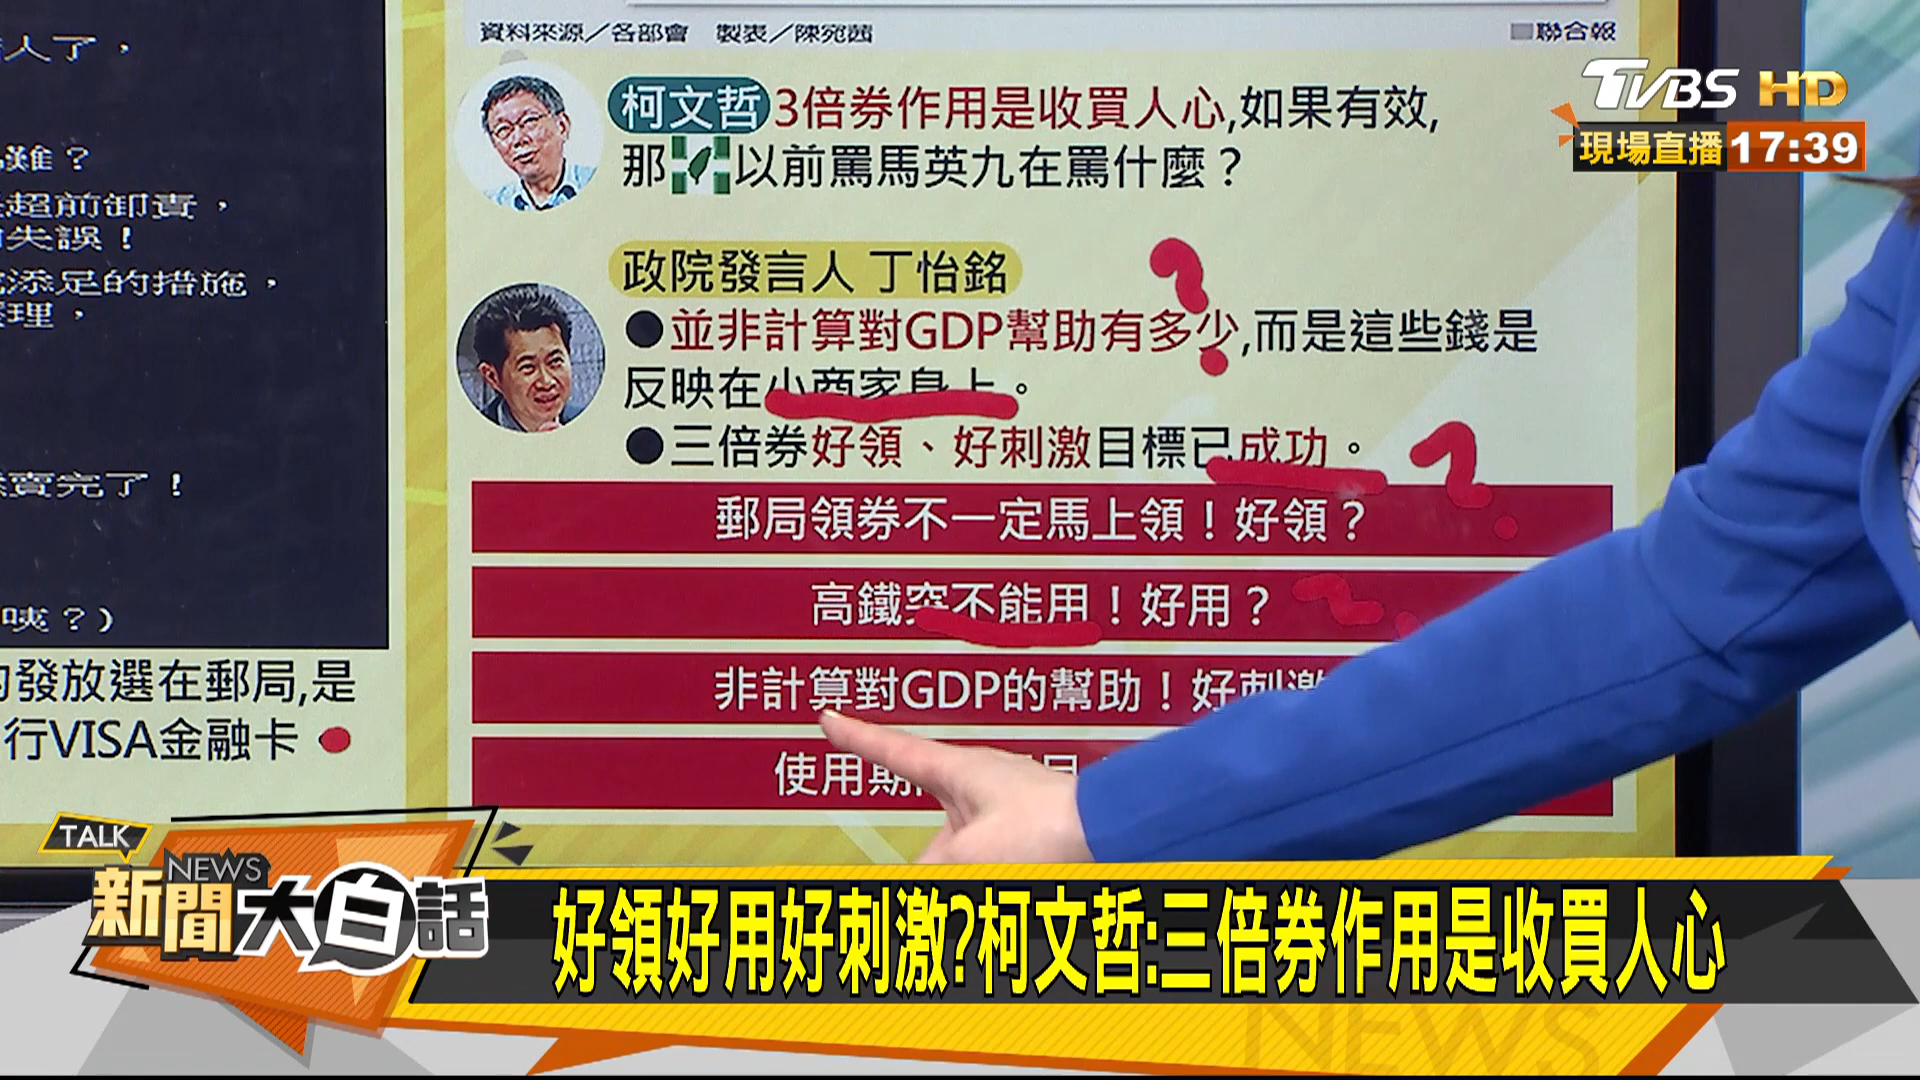 資料來源／各部會 製表／陳宛茜
聯合報
TVBS HD
現場直播 17:39
人了，
難？
超前卸責，
失誤！
添足的措施，
理，
賣完了！
咦？)
發放選在郵局,是
行VISA金融卡
柯文哲 3倍券作用是收買人心,如果有效,
那 以前罵馬英九在罵什麼？
政院發言人 丁怡銘
●並非計算對GDP幫助有多少,而是這些錢是
反映在小商家身上。
●三倍券好領、好刺激目標已成功。
郵局領券不一定馬上領！好領？
高鐵突不能用！好用？
非計算對GDP的幫助！好刺激
使用期
TALK
NEWS
新聞大白話
好領好用好刺激?柯文哲:三倍券作用是收買人心
NEWS